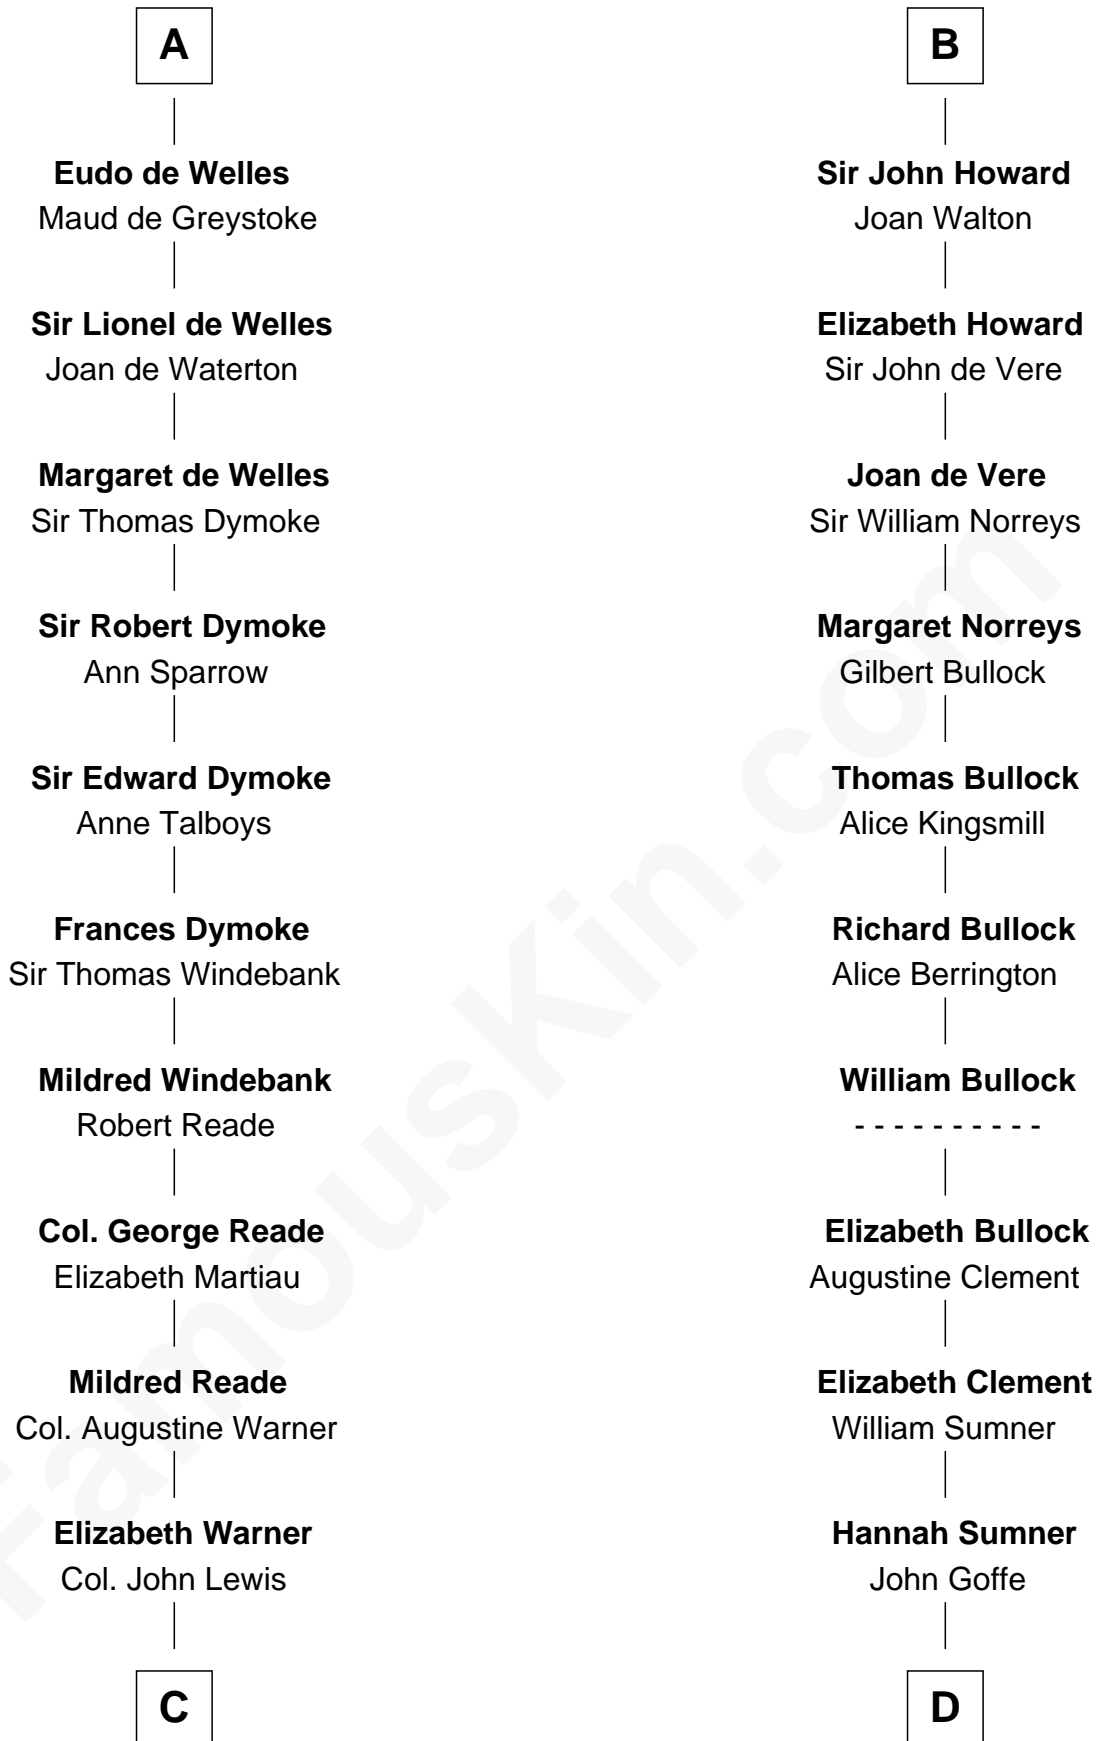 A
Eudo de Welles
Maud de Greystoke
Sir Lionel de Welles
Joan de Waterton
Margaret de Welles
Sir Thomas Dymoke
Sir Robert Dymoke
Ann Sparrow
Sir Edward Dymoke
Anne Talboys
Frances Dymoke
Sir Thomas Windebank
Mildred Windebank
Robert Reade
Col. George Reade
Elizabeth Martiau
Mildred Reade
Col. Augustine Warner
Elizabeth Warner
Col. John Lewis
C
B
Sir John Howard
Joan Walton
Elizabeth Howard
Sir John de Vere
Joan de Vere
Sir William Norreys
Margaret Norreys
Gilbert Bullock
Thomas Bullock
Alice Kingsmill
Richard Bullock
Alice Berrington
William Bullock
- - - - - - - - - -
Elizabeth Bullock
Augustine Clement
Elizabeth Clement
William Sumner
Hannah Sumner
John Goffe
D
FamousKin.com